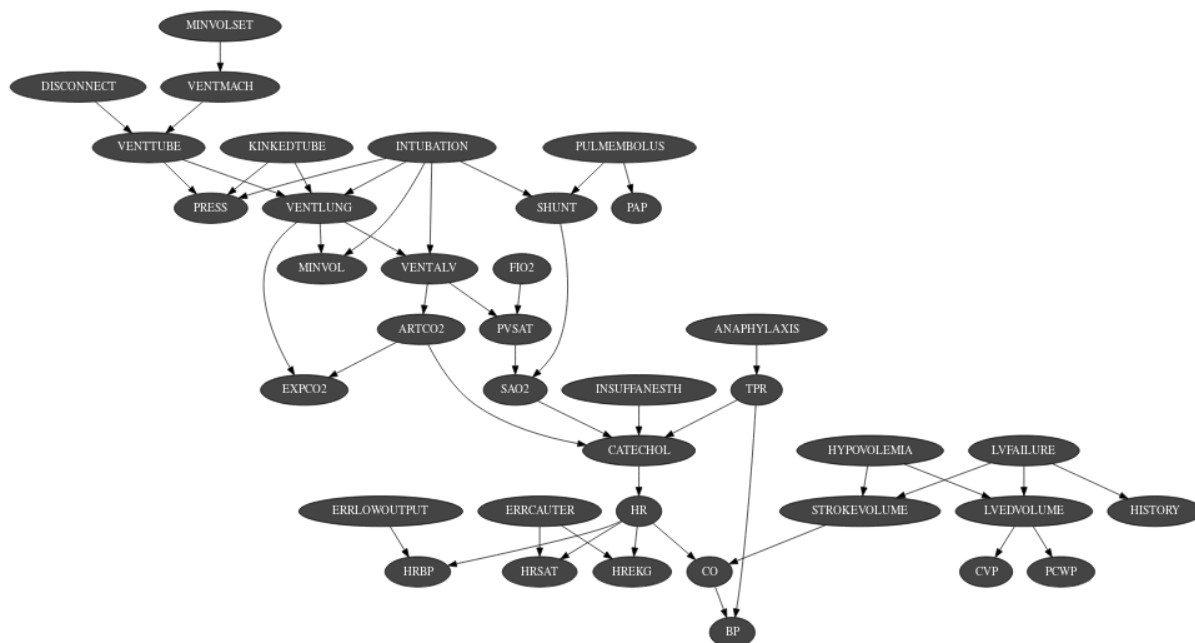 MINVOLSET
DISCONNECT
VENTMACH
VENTTUBE
KINKEDTUBE
INTUBATION
PULMEMBOLUS
PRESS
VENTLUNG
SHUNT
PAP
MINVOL
VENTALV
FIO2
ARTCO2
PVSAT
ANAPHYLAXIS
EXPCO2
SAO2
INSUFFANESTH
TPR
CATECHOL
HYPOVOLEMIA
LVFAILURE
ERRLOWOUTPUT
ERRCAUTER
HR
STROKEVOLUME
LVEDVOLUME
HISTORY
HRBP
HRSAT
HREKG
CO
CVP
PCWP
BP